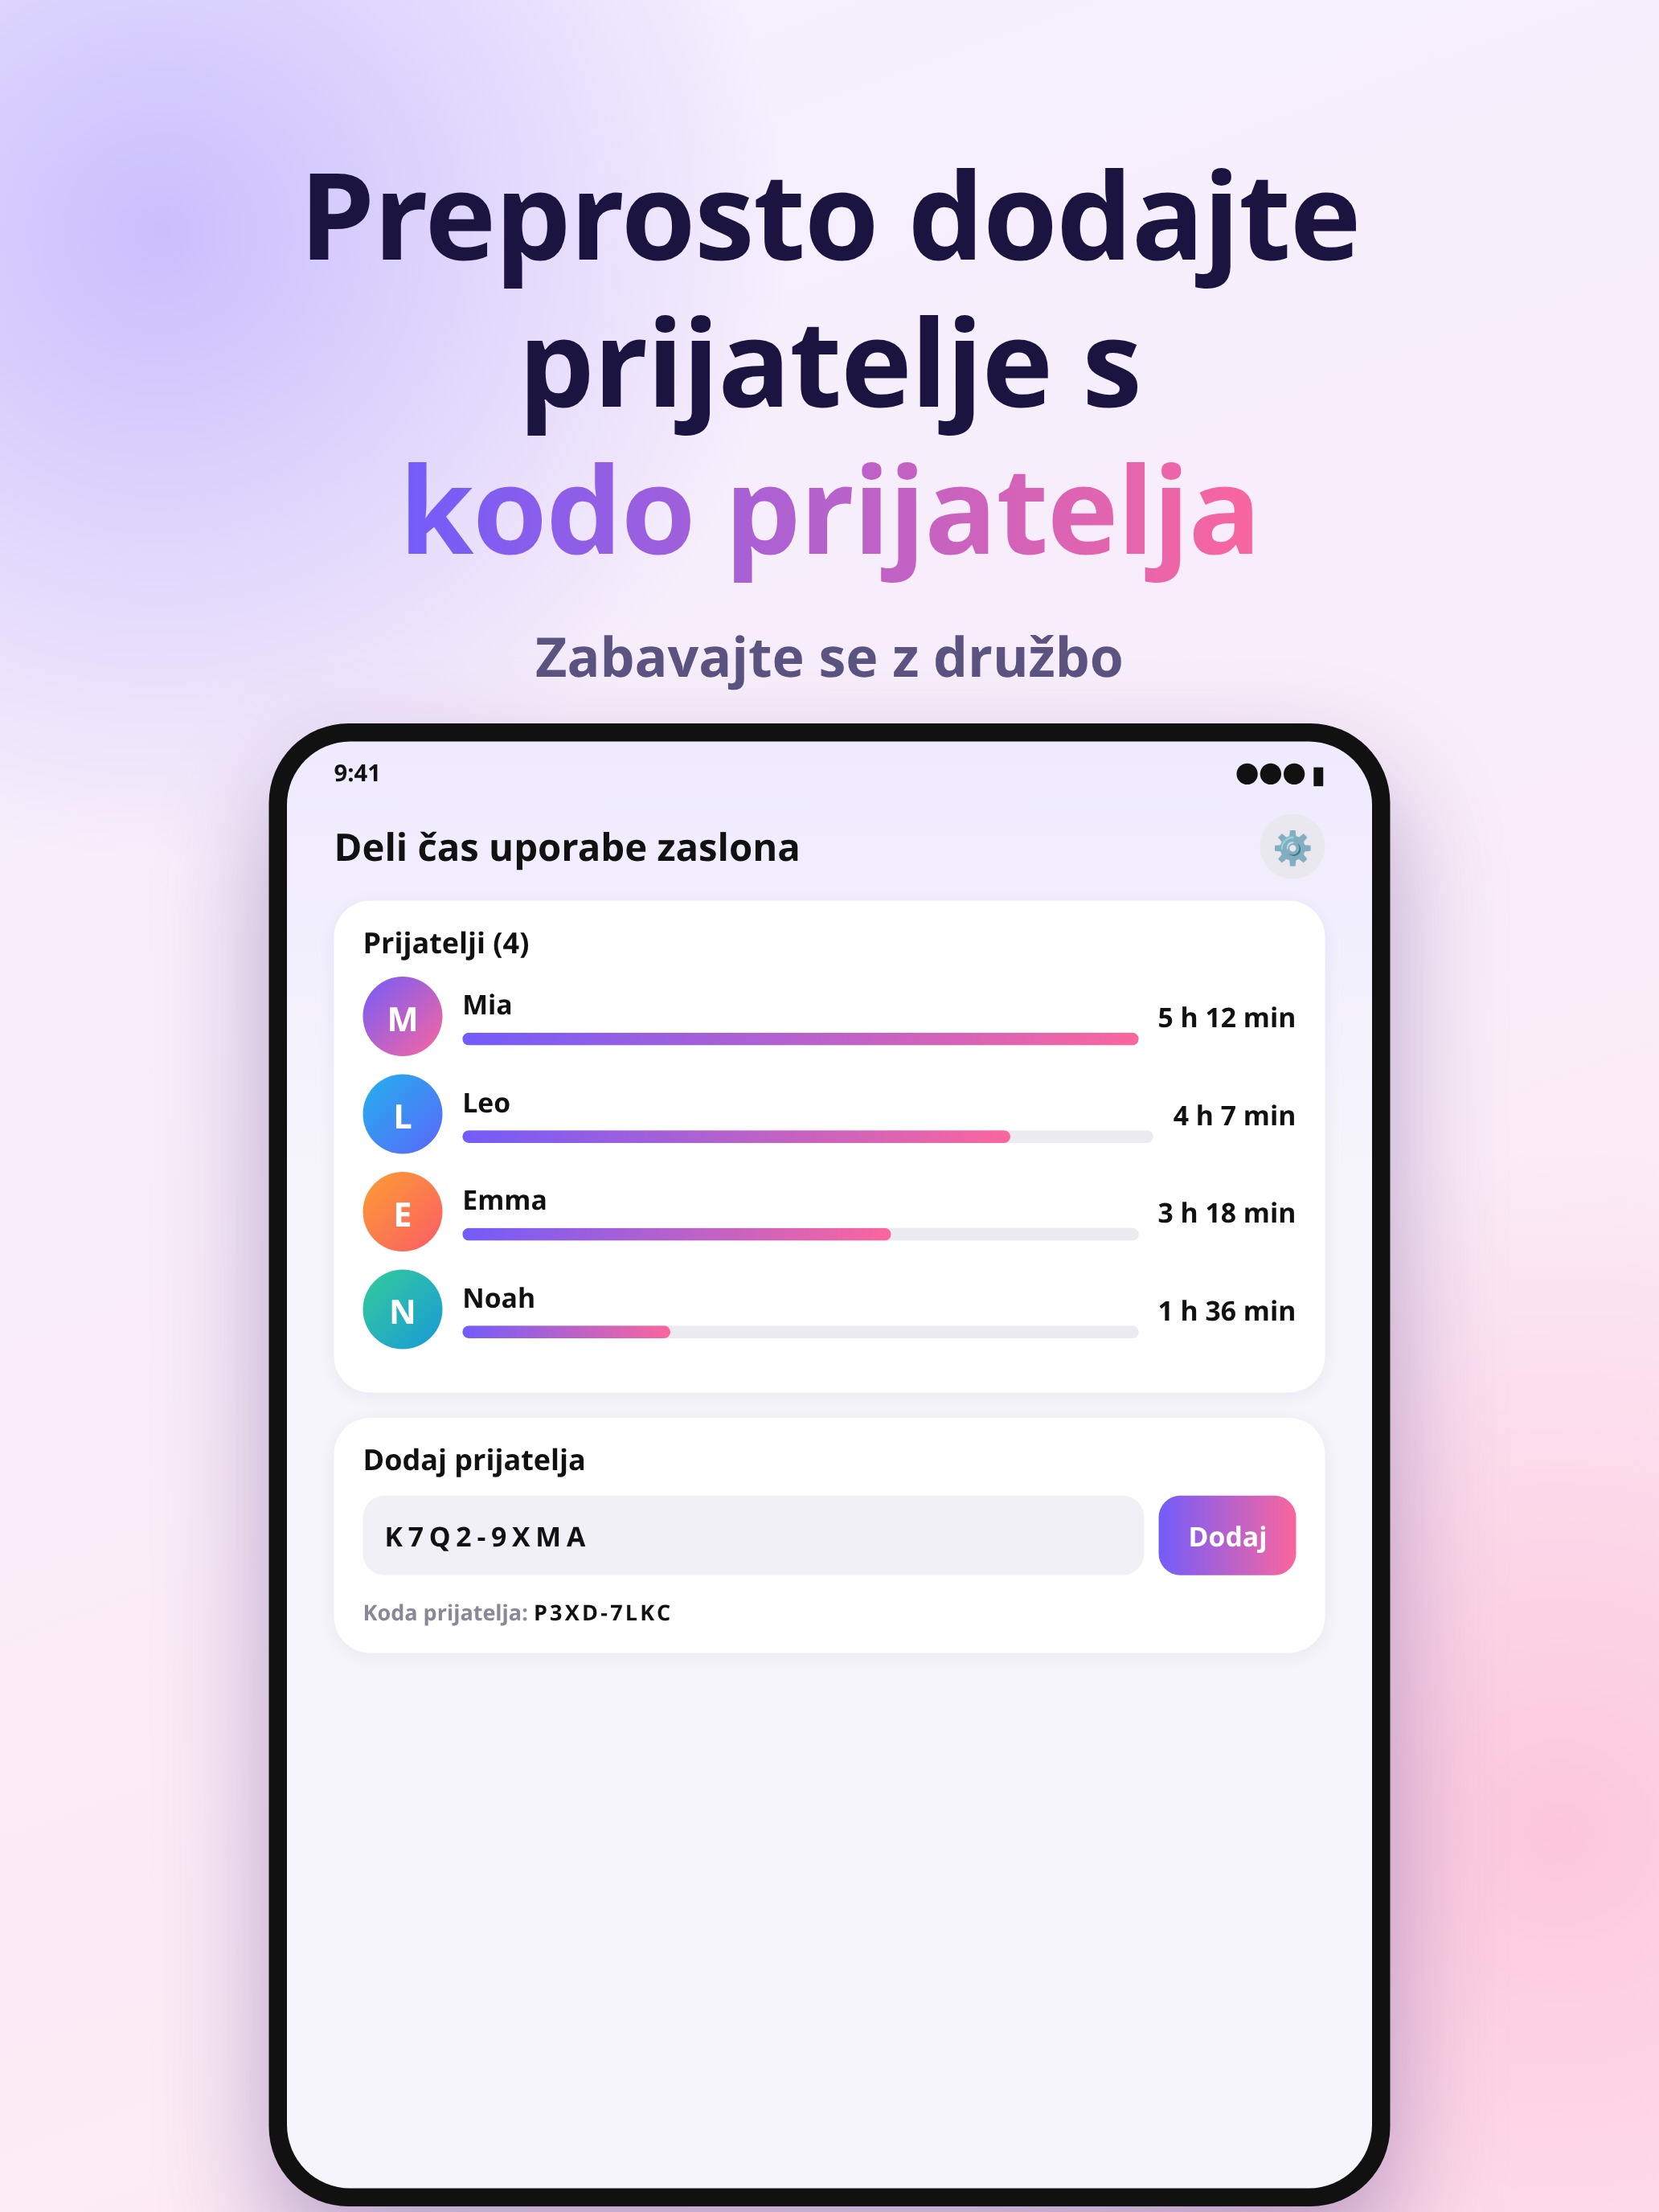 Preprosto dodajte
prijatelje s
kodo prijatelja
Zabavajte se z družbo
9:41
Deli čas uporabe zaslona
Prijatelji (4)
M
Mia
5 h 12 min
L
Leo
4 h 7 min
E
Emma
3 h 18 min
N
Noah
1 h 36 min
Dodaj prijatelja
K7Q2-9XMA
Dodaj
Koda prijatelja: P3XD-7LKC